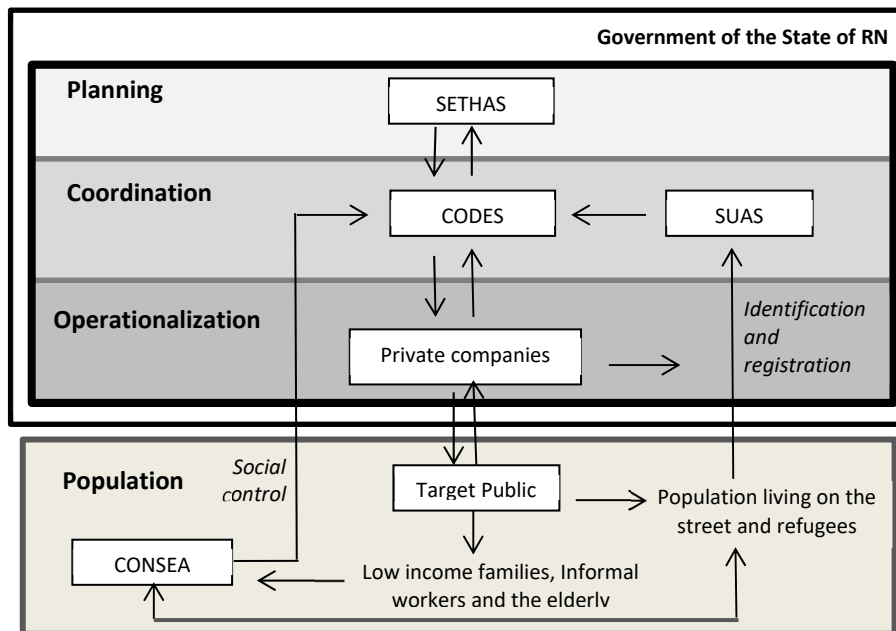 Government of the State of RN
Planning
SETHAS
Coordination
CODES
SUAS
Operationalization
Identification
and
registration
Private companies
Population
Social
control
Target Public
Population living on the
street and refugees
CONSEA
Low income families, Informal
workers and the elderly